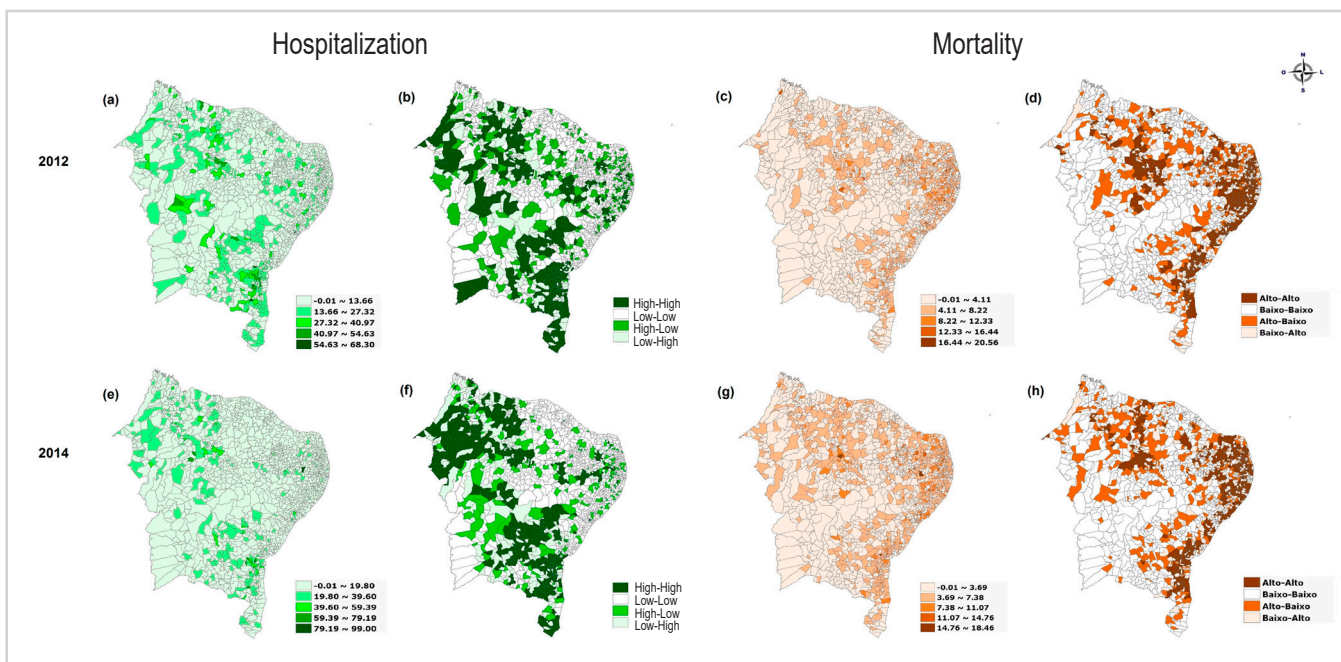 Hospitalization
Mortality
N
O L
S
2012
(a)
-0.01 ~ 13.66
13.66 ~ 27.32
27.32 ~ 40.97
40.97 ~ 54.63
54.63 ~ 68.30
(b)
High-High
Low-Low
High-Low
Low-High
(c)
-0.01 ~ 4.11
4.11 ~ 8.22
8.22 ~ 12.33
12.33 ~ 16.44
16.44 ~ 20.56
(d)
Alto-Alto
Baixo-Baixo
Alto-Baixo
Baixo-Alto
2014
(e)
-0.01 ~ 19.80
19.80 ~ 39.60
39.60 ~ 59.39
59.39 ~ 79.19
79.19 ~ 99.00
(f)
High-High
Low-Low
High-Low
Low-High
(g)
-0.01 ~ 3.69
3.69 ~ 7.38
7.38 ~ 11.07
11.07 ~ 14.76
14.76 ~ 18.46
(h)
Alto-Alto
Baixo-Baixo
Alto-Baixo
Baixo-Alto